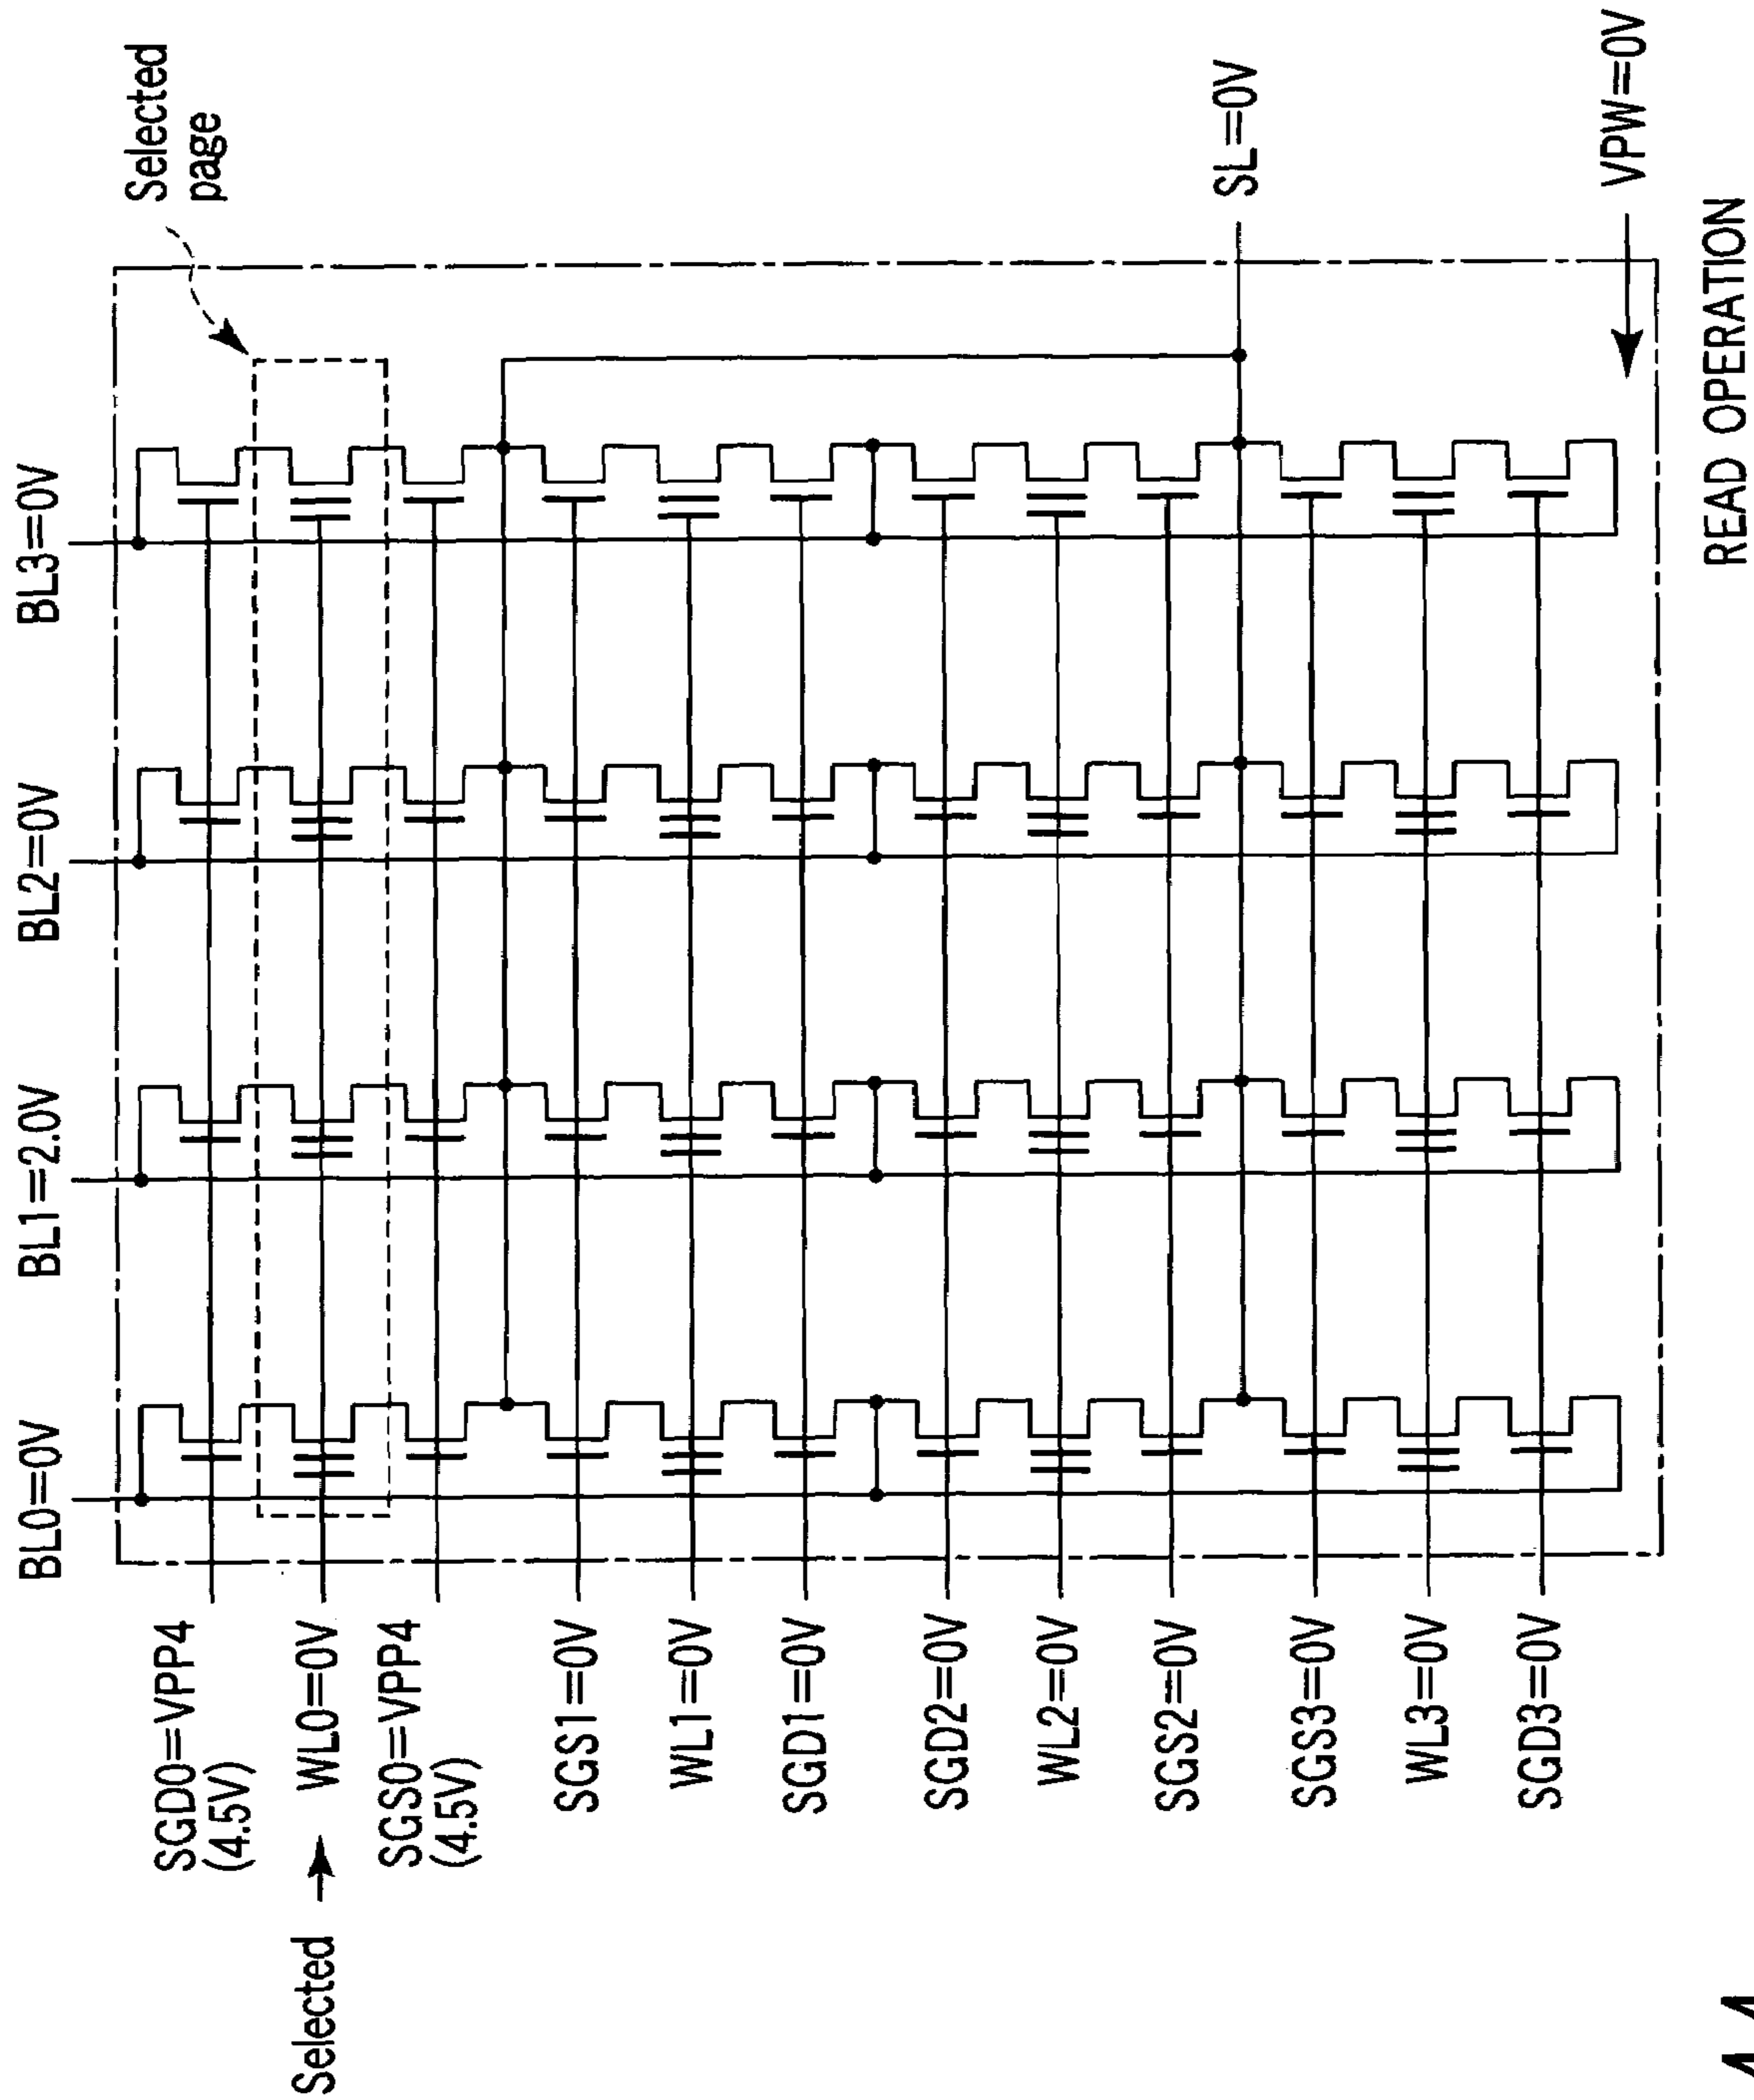 BL0=0V
BL1=2.0V
BL2=0V
BL3=0V
Selected
page
SGD0=VPP4
(4.5V)
Selected
WL0=0V
SGS0=VPP4
(4.5V)
SGS1=0V
WL1=0V
SGD1=0V
SGD2=0V
WL2=0V
SGS2=0V
SL=0V
SGS3=0V
WL3=0V
SGD3=0V
VPW=0V
READ OPERATION